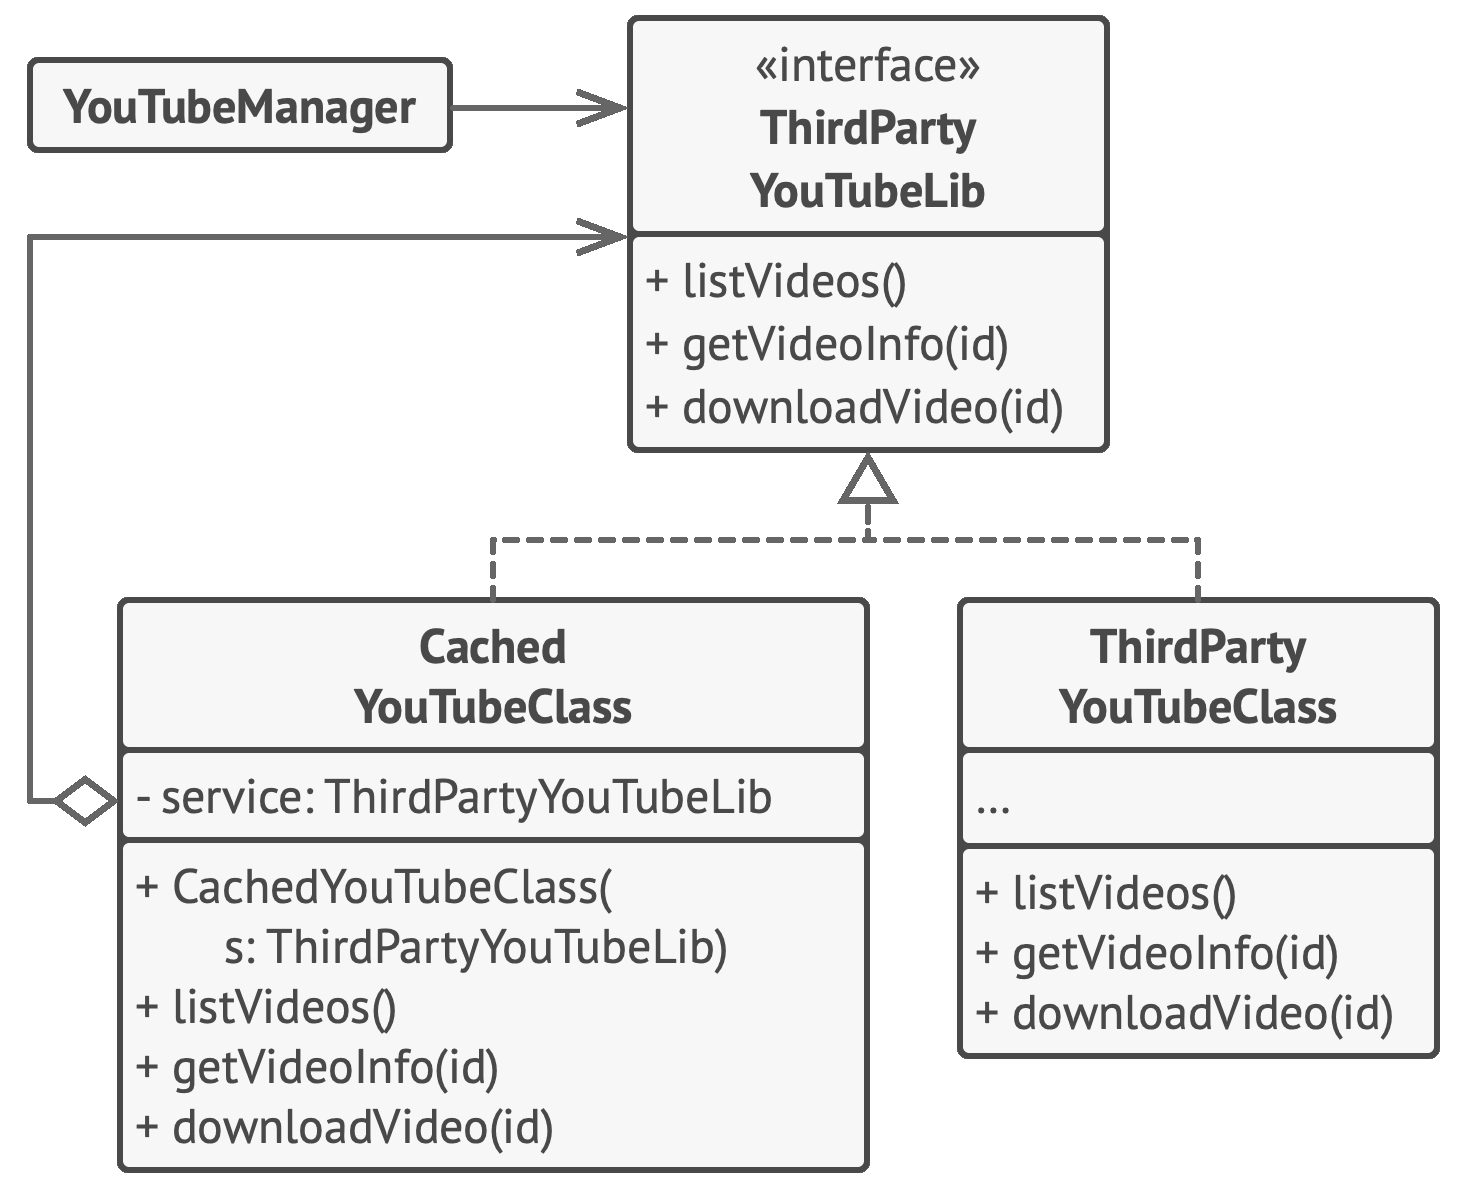 YouTubeManager
«interface»
ThirdParty
YouTubeLib
+ listVideos()
+ getVideoInfo(id)
+ downloadVideo(id)
Cached
YouTubeClass
- service: ThirdPartyYouTubeLib
+ CachedYouTubeClass(
s: ThirdPartyYouTubeLib)
+ listVideos()
+ getVideoInfo(id)
+ downloadVideo(id)
ThirdParty
YouTubeClass
...
+ listVideos()
+ getVideoInfo(id)
+ downloadVideo(id)